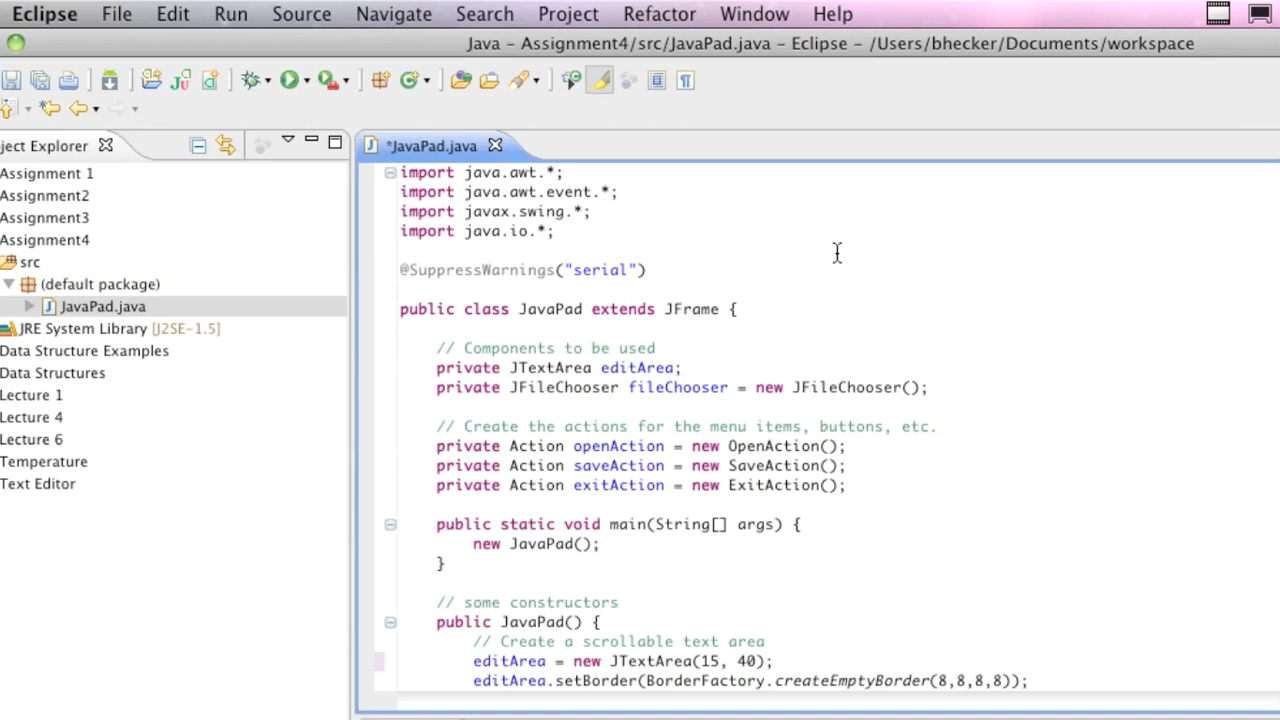 Eclipse File Edit Run Source Navigate Search Project Refactor Window Help
Java – Assignment4/src/JavaPad.java – Eclipse – /Users/bhecker/Documents/workspace
ject Explorer
Assignment 1
Assignment2
Assignment3
Assignment4
src
(default package)
JavaPad.java
JRE System Library [J2SE-1.5]
Data Structure Examples
Data Structures
Lecture 1
Lecture 4
Lecture 6
Temperature
Text Editor
*JavaPad.java
import java.awt.*;
import java.awt.event.*;
import javax.swing.*;
import java.io.*;
@SuppressWarnings("serial")
public class JavaPad extends JFrame {
// Components to be used
private JTextArea editArea;
private JFileChooser fileChooser = new JFileChooser();
// Create the actions for the menu items, buttons, etc.
private Action openAction = new OpenAction();
private Action saveAction = new SaveAction();
private Action exitAction = new ExitAction();
public static void main(String[] args) {
new JavaPad();
}
// some constructors
public JavaPad() {
// Create a scrollable text area
editArea = new JTextArea(15, 40);
editArea.setBorder(BorderFactory.createEmptyBorder(8,8,8,8));